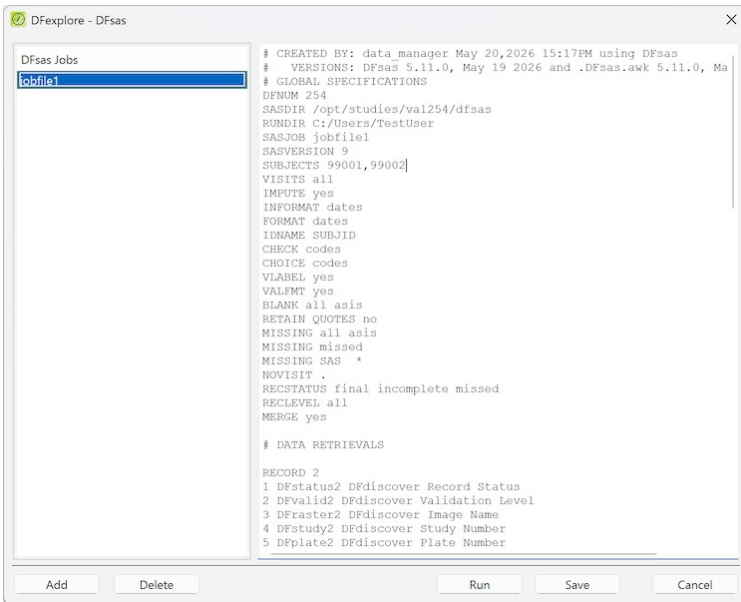 DFexplore - DFsas
DFsas Jobs
jobfile1
# CREATED BY: data_manager May 20,2026 15:17PM using DFsas
#   VERSIONS: DFsas 5.11.0, May 19 2026 and .DFsas.awk 5.11.0, Ma
# GLOBAL SPECIFICATIONS
DFNUM 254
SASDIR /opt/studies/val254/dfsas
RUNDIR C:/Users/TestUser
SASJOB jobfile1
SASVERSION 9
SUBJECTS 99001,99002
VISITS all
IMPUTE yes
INFORMAT dates
FORMAT dates
IDNAME SUBJID
CHECK codes
CHOICE codes
VLABEL yes
VALFMT yes
BLANK all asis
RETAIN QUOTES no
MISSING all asis
MISSING missed
MISSING SAS  *
NOVISIT .
RECSTATUS final incomplete missed
RECLEVEL all
MERGE yes
# DATA RETRIEVALS
RECORD 2
1 DFstatus2 DFdiscover Record Status
2 DFvalid2 DFdiscover Validation Level
3 DFraster2 DFdiscover Image Name
4 DFstudy2 DFdiscover Study Number
5 DFplate2 DFdiscover Plate Number
Add
Delete
Run
Save
Cancel